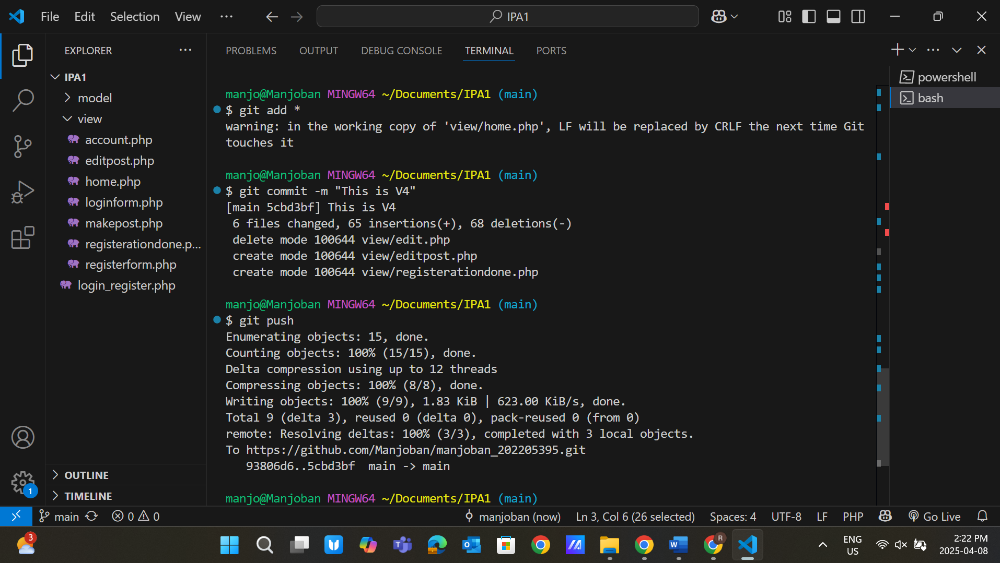 File Edit Selection View ... IPA1
EXPLORER ...
IPA1
model
view
account.php
editpost.php
home.php
loginform.php
makepost.php
registerationdone.p...
registerform.php
login_register.php
OUTLINE
TIMELINE
PROBLEMS OUTPUT DEBUG CONSOLE TERMINAL PORTS
manjo@Manjoban MINGW64 ~/Documents/IPA1 (main)
$ git add *
warning: in the working copy of 'view/home.php', LF will be replaced by CRLF the next time Git
touches it
manjo@Manjoban MINGW64 ~/Documents/IPA1 (main)
$ git commit -m "This is V4"
[main 5cbd3bf] This is V4
6 files changed, 65 insertions(+), 68 deletions(-)
delete mode 100644 view/edit.php
create mode 100644 view/editpost.php
create mode 100644 view/registerationdone.php
manjo@Manjoban MINGW64 ~/Documents/IPA1 (main)
$ git push
Enumerating objects: 15, done.
Counting objects: 100% (15/15), done.
Delta compression using up to 12 threads
Compressing objects: 100% (8/8), done.
Writing objects: 100% (9/9), 1.83 KiB | 623.00 KiB/s, done.
Total 9 (delta 3), reused 0 (delta 0), pack-reused 0 (from 0)
remote: Resolving deltas: 100% (3/3), completed with 3 local objects.
To https://github.com/Manjoban/manjoban_202205395.git
93806d6..5cbd3bf  main -> main
manjo@Manjoban MINGW64 ~/Documents/IPA1 (main)
powershell
bash
1
main 0 0 manjoban (now) Ln 3, Col 6 (26 selected) Spaces: 4 UTF-8 LF PHP Go Live
3
R
ENG
US
2:22 PM
2025-04-08